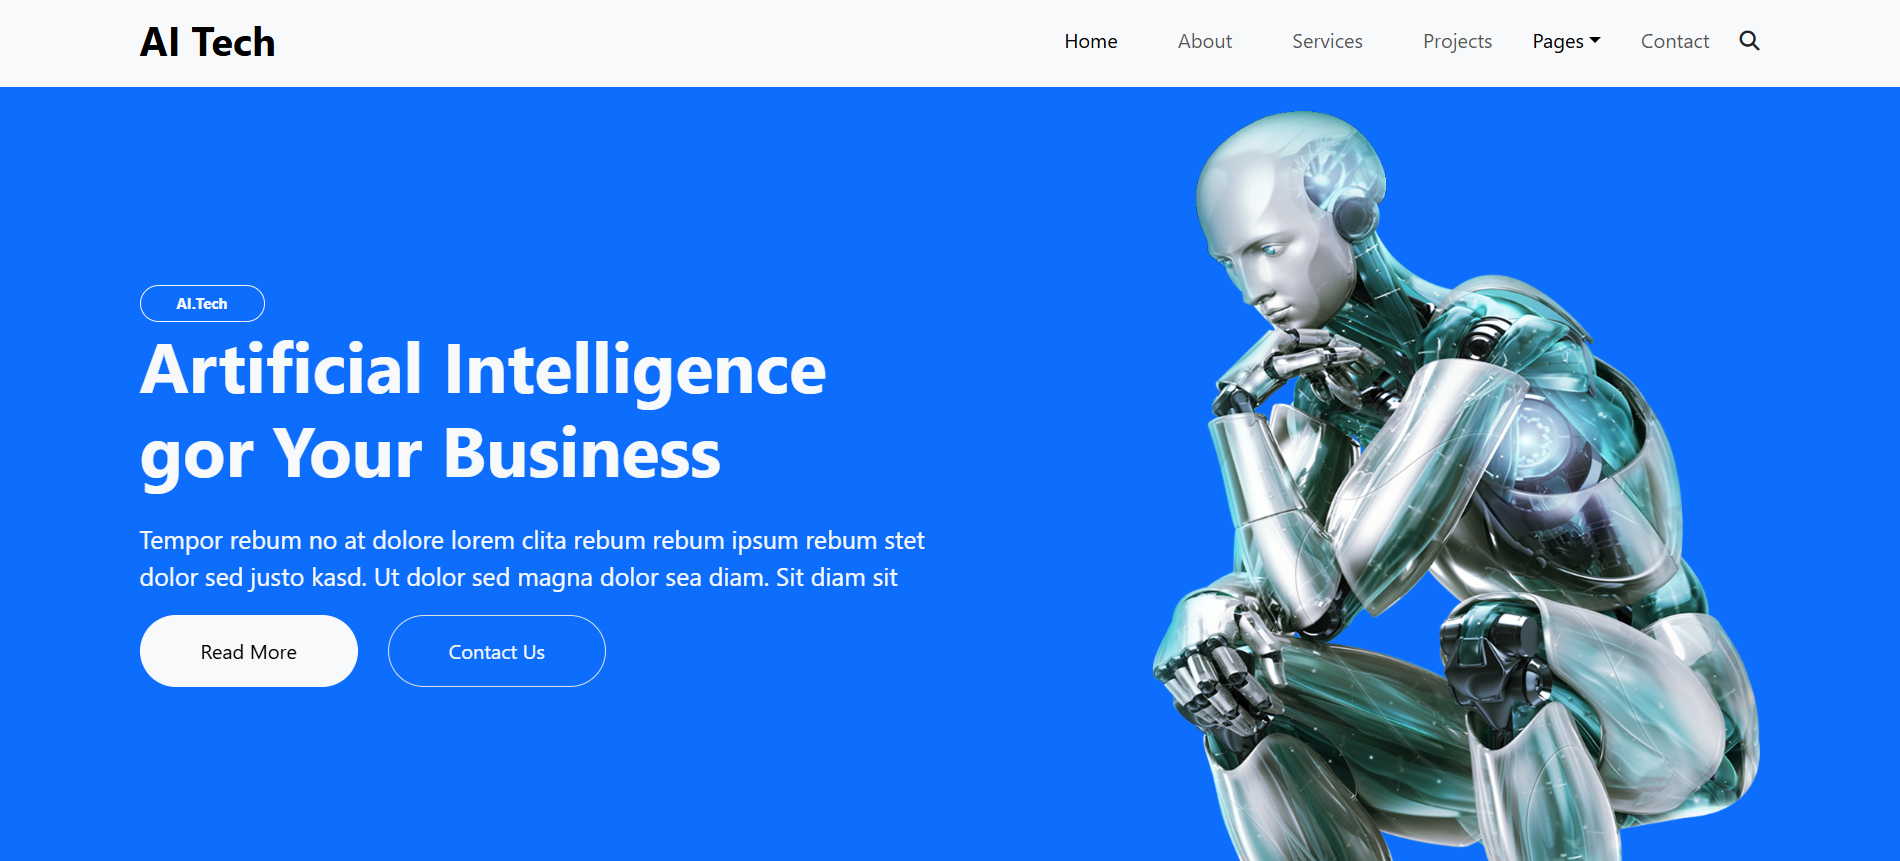 AI Tech
Home About Services Projects Pages Contact
AI.Tech
Artificial Intelligence
gor Your Business
Tempor rebum no at dolore lorem clita rebum rebum ipsum rebum stet
dolor sed justo kasd. Ut dolor sed magna dolor sea diam. Sit diam sit
Read More Contact Us